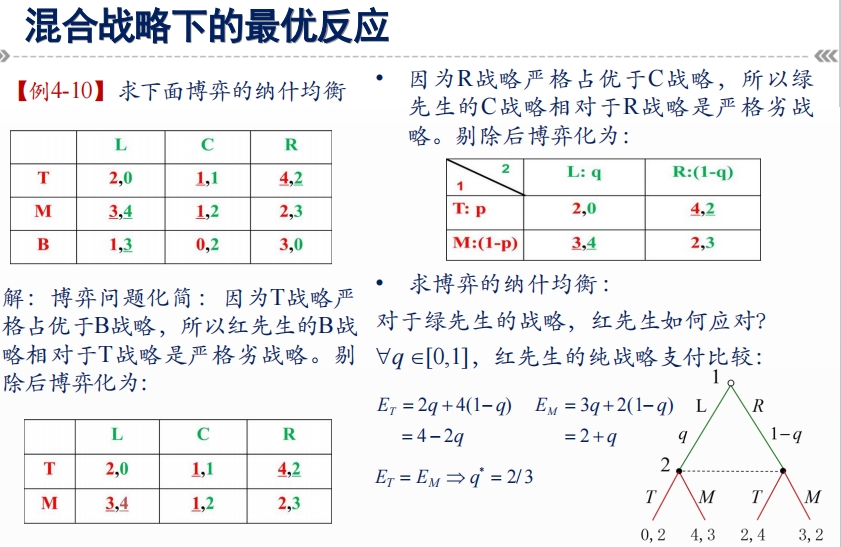 混合战略下的最优反应
【例4-10】求下面博弈的纳什均衡
L C R
T 2,0 1,1 4,2
M 3,4 1,2 2,3
B 1,3 0,2 3,0
解：博弈问题化简：因为T战略严
格占优于B战略，所以红先生的B战
略相对于T战略是严格劣战略。剔
除后博弈化为：
L C R
T 2,0 1,1 4,2
M 3,4 1,2 2,3
• 因为R战略严格占优于C战略，所以绿
先生的C战略相对于R战略是严格劣战
略。剔除后博弈化为：
1 2 L: q R:(1-q)
T: p 2,0 4,2
M:(1-p) 3,4 2,3
• 求博弈的纳什均衡：
对于绿先生的战略，红先生如何应对?
∀q ∈[0,1]，红先生的纯战略支付比较：
E_T = 2q + 4(1− q) E_M = 3q + 2(1− q)
= 4 − 2q = 2 + q
E_T = E_M ⇒ q* = 2/3
1
L R
q 1−q
2
T M T M
0, 2 4, 3 2, 4 3, 2